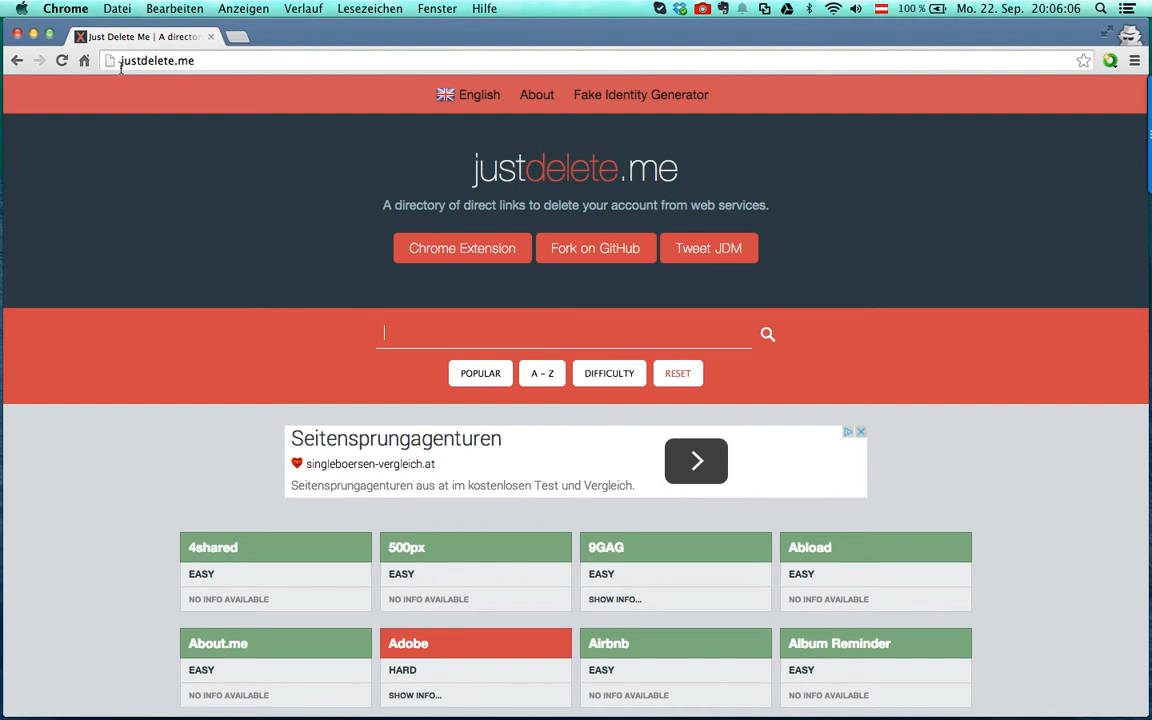 Chrome Datei Bearbeiten Anzeigen Verlauf Lesezeichen Fenster Hilfe 100 % Mo. 22. Sep. 20:06:06
Just Delete Me | A director
justdelete.me
English About Fake Identity Generator
justdelete.me
A directory of direct links to delete your account from web services.
Chrome Extension Fork on GitHub Tweet JDM
POPULAR A – Z DIFFICULTY RESET
Seitensprungagenturen
singleboersen-vergleich.at
Seitensprungagenturen aus at im kostenlosen Test und Vergleich.
4shared 500px 9GAG Abload
EASY EASY EASY EASY
NO INFO AVAILABLE NO INFO AVAILABLE SHOW INFO... NO INFO AVAILABLE
About.me Adobe Airbnb Album Reminder
EASY HARD EASY EASY
NO INFO AVAILABLE SHOW INFO... NO INFO AVAILABLE NO INFO AVAILABLE